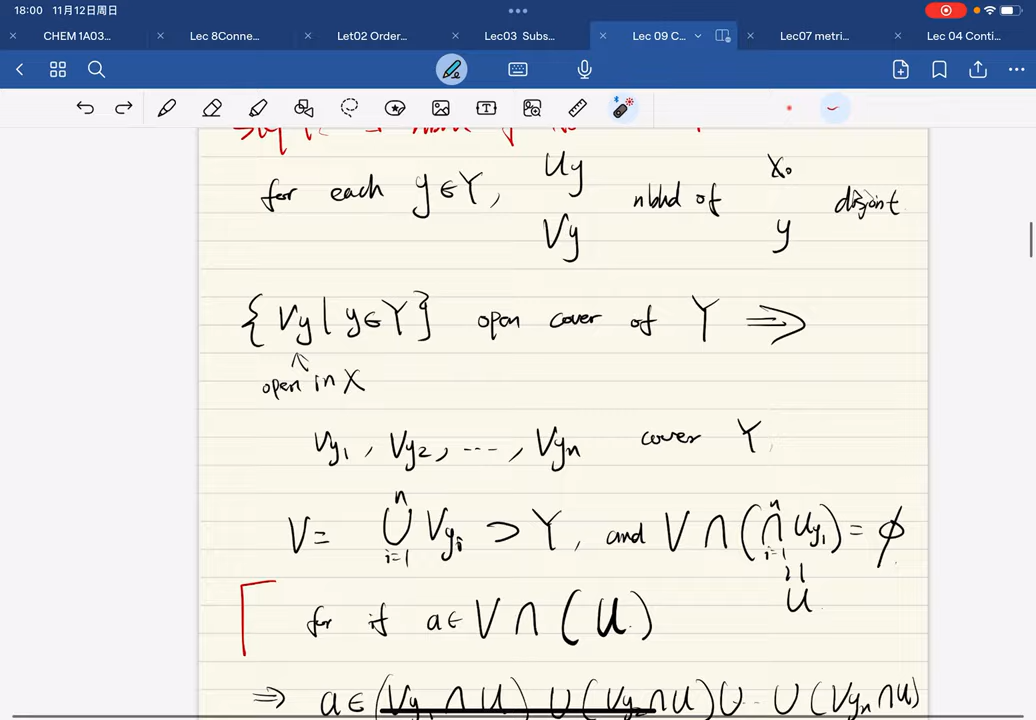 18:00 11月12日周日
CHEM 1A03... Lec 8Conne... Let02 Order... Lec03 Subs... Lec 09 C... Lec07 metri... Lec 04 Conti...
for each y∈Y, Uy Vy nbhd of x₀ y disjoint.
{Vy | y∈Y} open cover of Y ⟹
↑
open in X
Vy₁, Vy₂, ..., Vyₙ cover Y.
V = ⋃ᵢ₌₁ⁿ Vyᵢ ⊃ Y, and V ∩ (⋂ᵢ₌₁ⁿ Uyᵢ) = ∅
U
for if a∈ V ∩ (U)
⟹ a∈ (Vy₁ ∩ U) ∪ (Vy₂ ∩ U) ∪ ... ∪ (Vyₙ ∩ U)